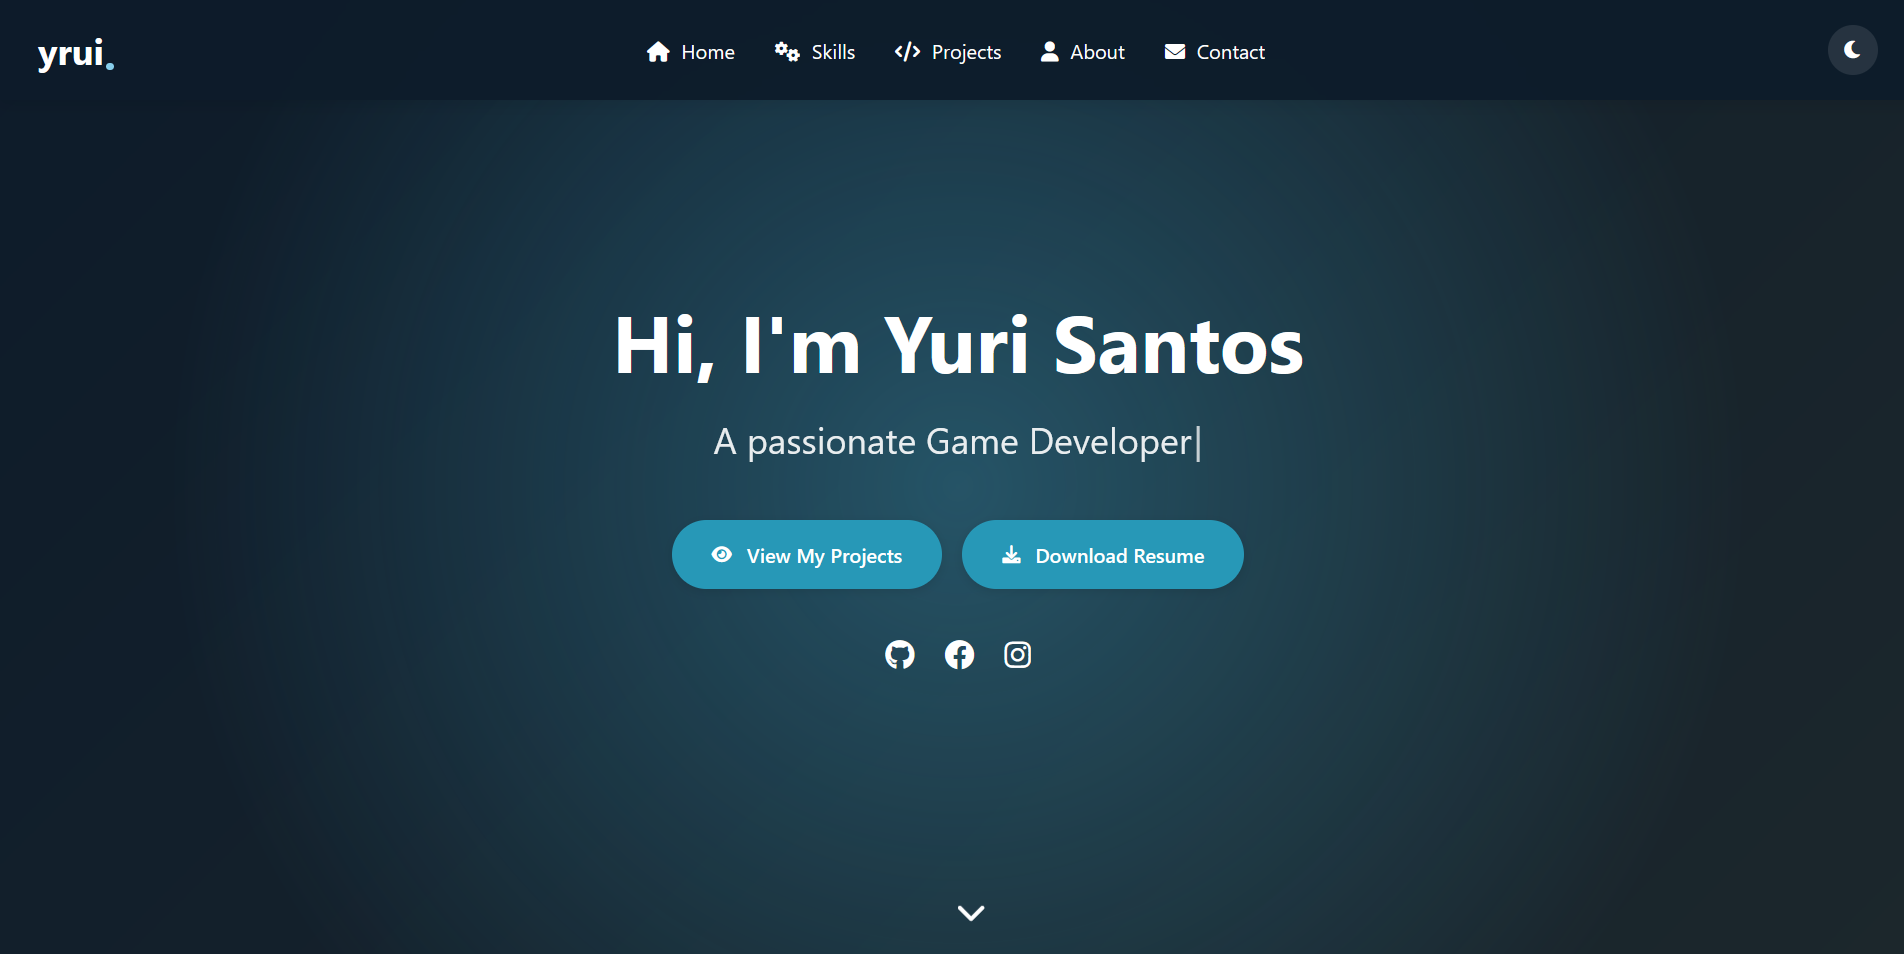 yrui.
Home Skills Projects About Contact
Hi, I'm Yuri Santos
A passionate Game Developer|
View My Projects Download Resume